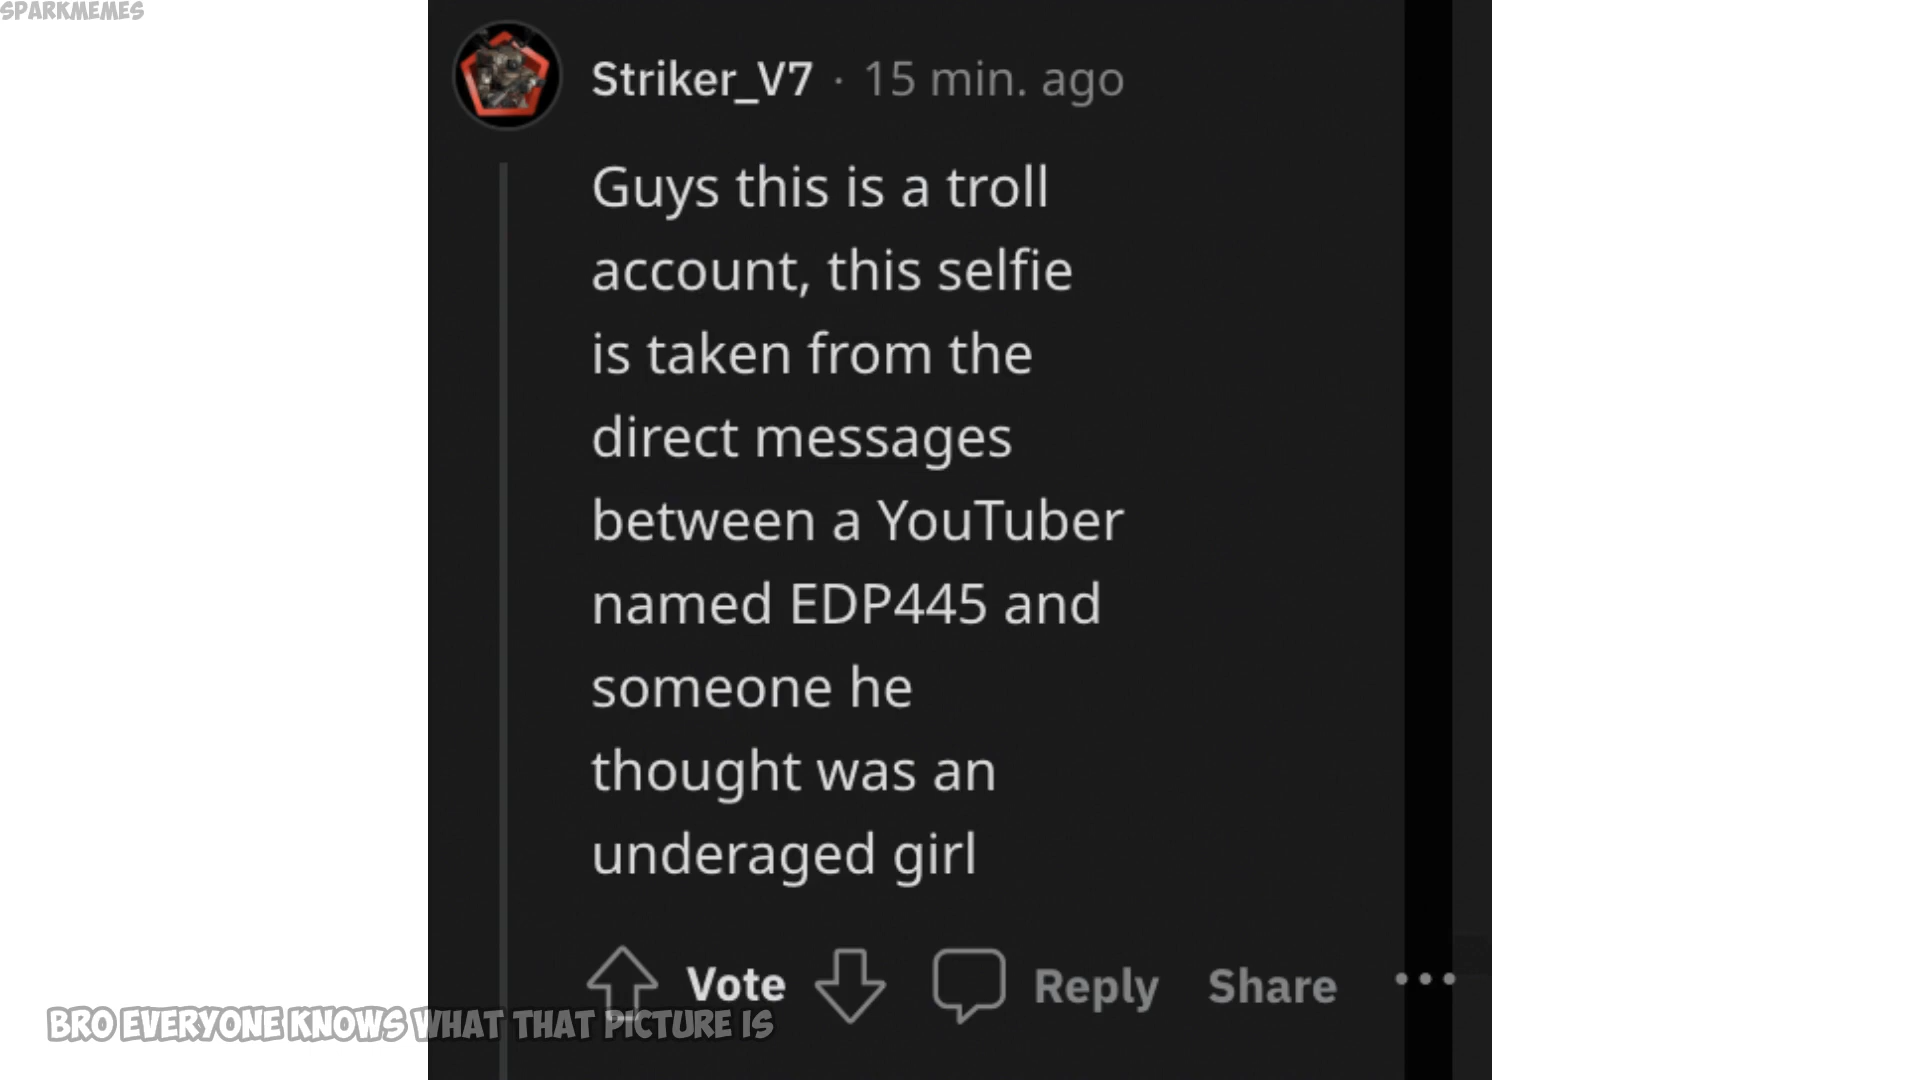 SPARKMEMES
Striker_V7 · 15 min. ago
Guys this is a troll
account, this selfie
is taken from the
direct messages
between a YouTuber
named EDP445 and
someone he
thought was an
underaged girl
Vote Reply Share ...
BRO EVERYONE KNOWS WHAT THAT PICTURE IS